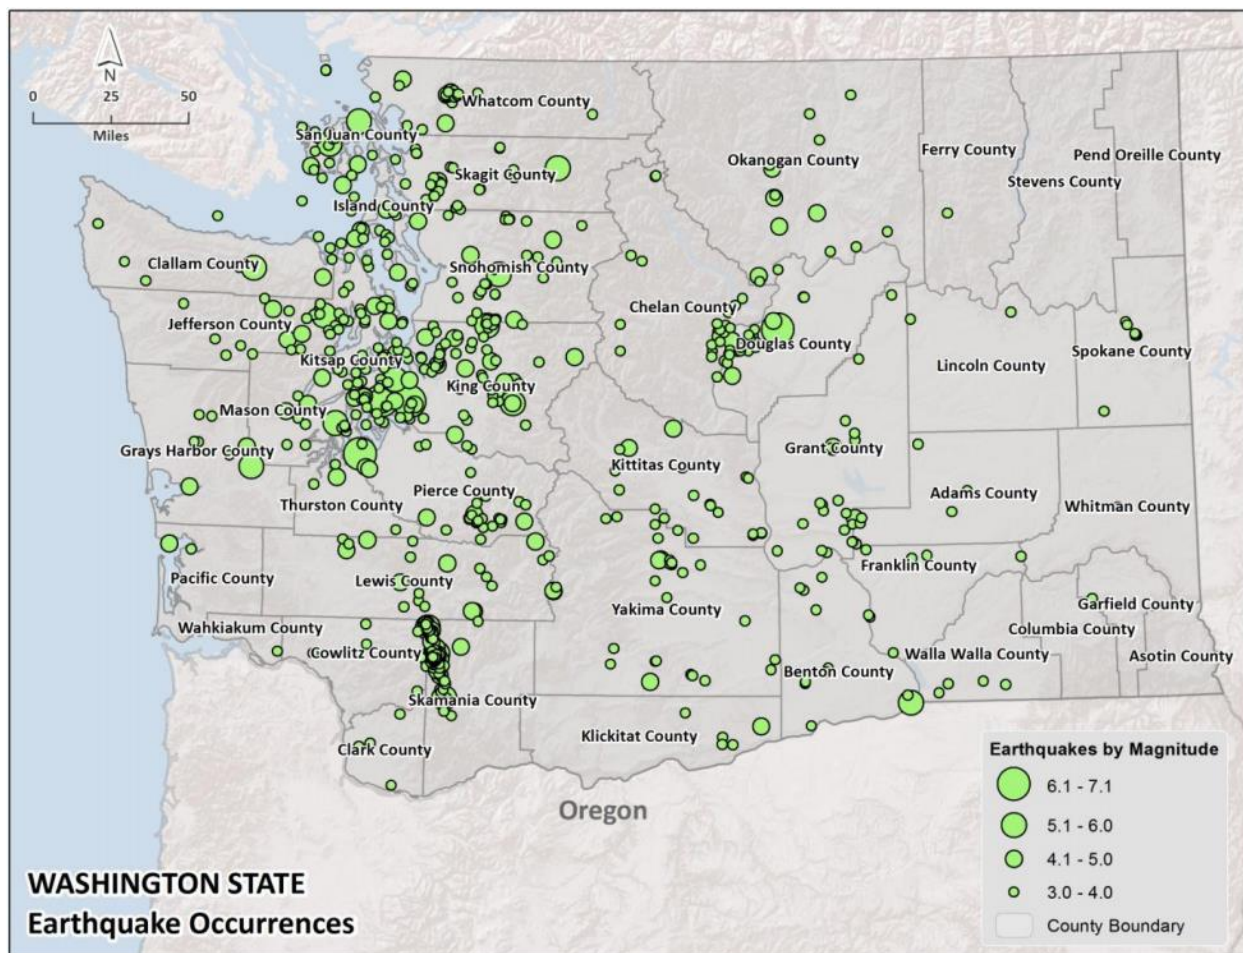 N
0 25 50
Miles
Whatcom County
San Juan County
Skagit County
Island County
Okanogan County
Ferry County
Pend Oreille County
Stevens County
Clallam County
Snohomish County
Chelan County
Jefferson County
Douglas County
Kitsap County
King County
Lincoln County
Spokane County
Mason County
Grays Harbor County
Grant County
Kittitas County
Thurston County
Pierce County
Adams County
Whitman County
Pacific County
Lewis County
Franklin County
Yakima County
Garfield County
Wahkiakum County
Columbia County
Cowlitz County
Walla Walla County
Asotin County
Benton County
Skamania County
Klickitat County
Clark County
Oregon
Earthquakes by Magnitude
6.1 - 7.1
5.1 - 6.0
4.1 - 5.0
3.0 - 4.0
County Boundary
WASHINGTON STATE
Earthquake Occurrences